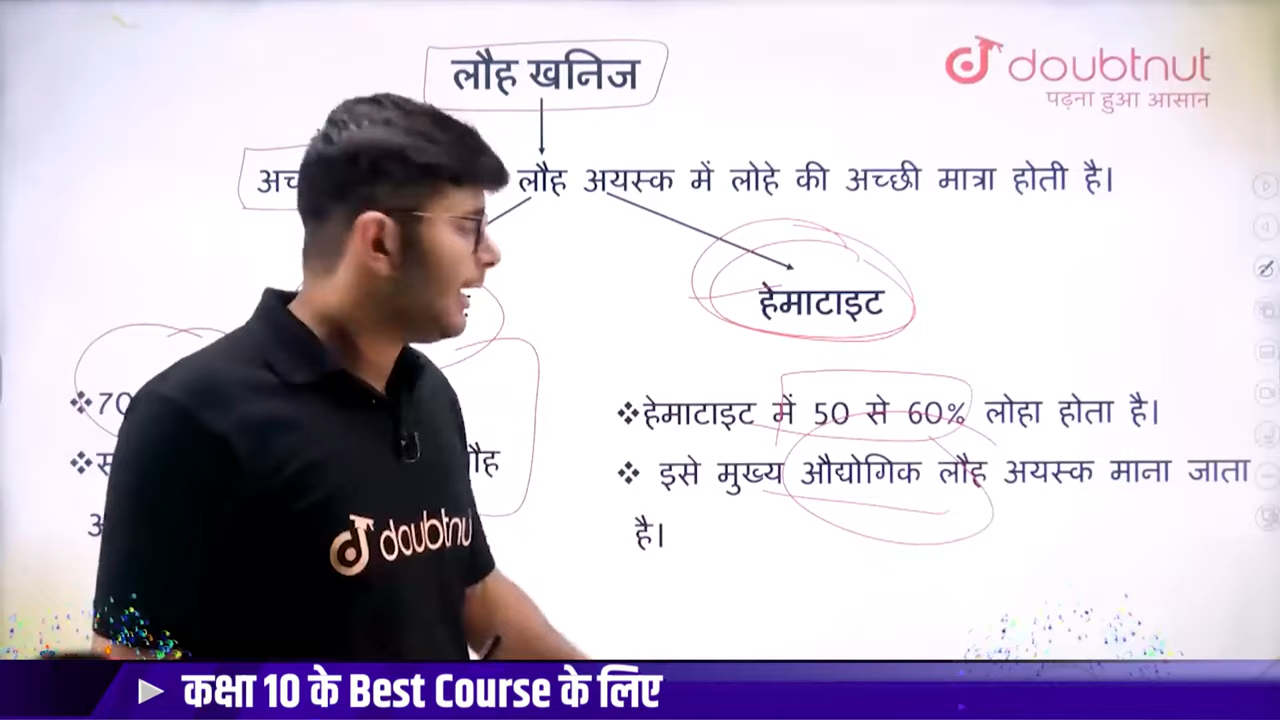 लौह खनिज
doubtnut
पढ़ना हुआ आसान
लौह अयस्क में लोहे की अच्छी मात्रा होती है।
हेमाटाइट
❖70
❖हेमाटाइट में 50 से 60% लोहा होता है।
❖ इसे मुख्य औद्योगिक लौह अयस्क माना जाता
है।
doubtnut
▶ कक्षा 10 के Best Course के लिए